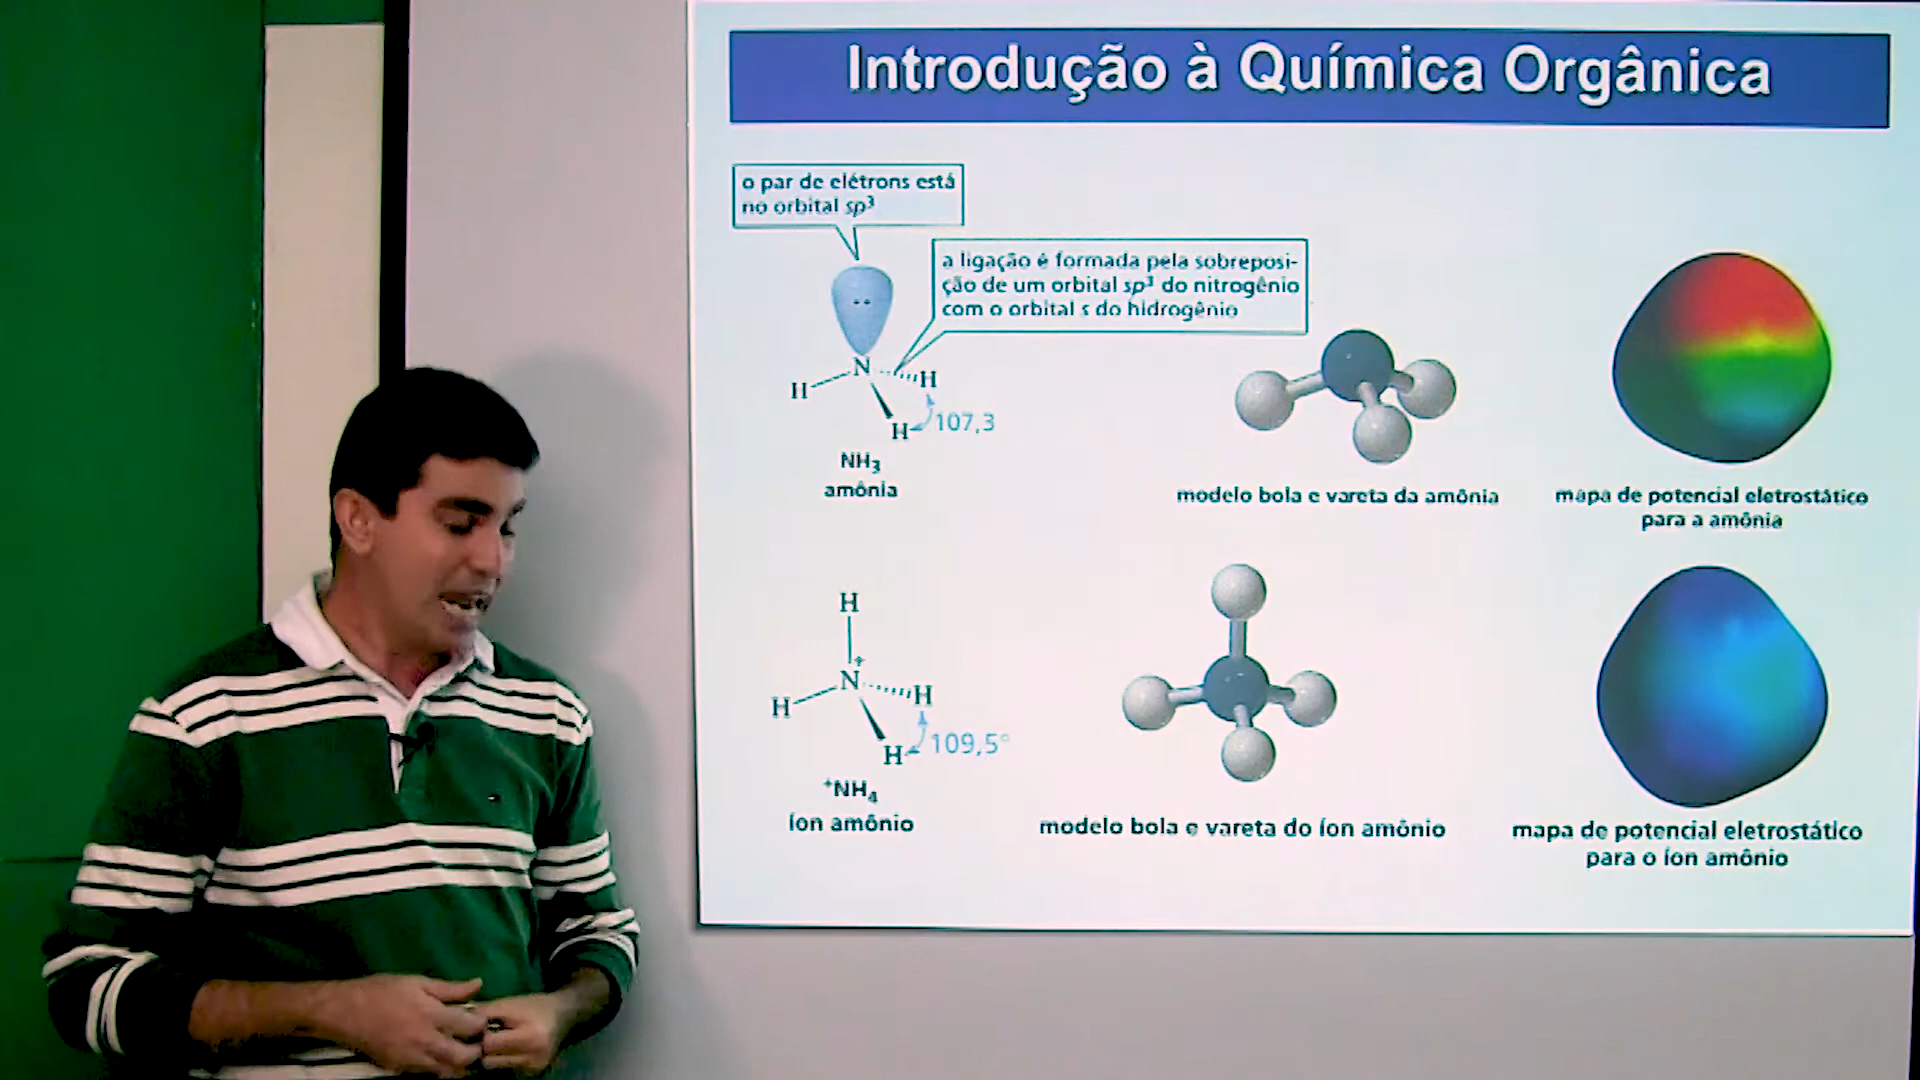 Introdução à Química Orgânica
o par de elétrons está
no orbital sp³
a ligação é formada pela sobreposi-
ção de um orbital sp³ do nitrogênio
com o orbital s do hidrogênio
N
H
H
H
107,3
NH₃
amônia
modelo bola e vareta da amônia
mapa de potencial eletrostático
para a amônia
H
N⁺
H
H
H
109,5°
⁺NH₄
íon amônio
modelo bola e vareta do íon amônio
mapa de potencial eletrostático
para o íon amônio